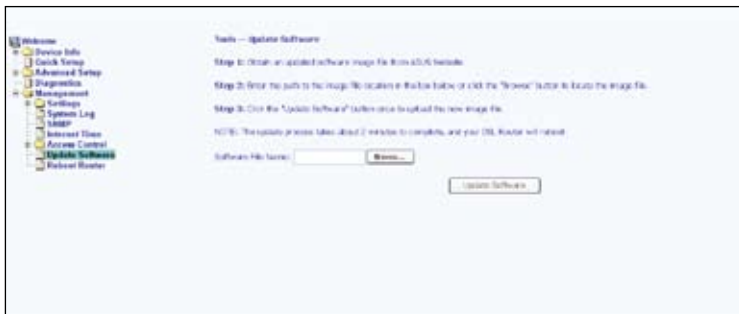 Welcome
Device Info
Quick Setup
Advanced Setup
Diagnostics
Management
Settings
System Log
SNMP
Internet Time
Access Control
Update Software
Reboot Router
Tools -- Update Software
Step 1: Obtain an updated software image file from ASUS website.
Step 2: Enter the path to the image file location in the box below or click the "Browse" button to locate the image file.
Step 3: Click the "Update Software" button once to upload the new image file.
NOTE: The update process takes about 2 minutes to complete, and your DSL Router will reboot.
Software File Name:
Browse...
Update Software